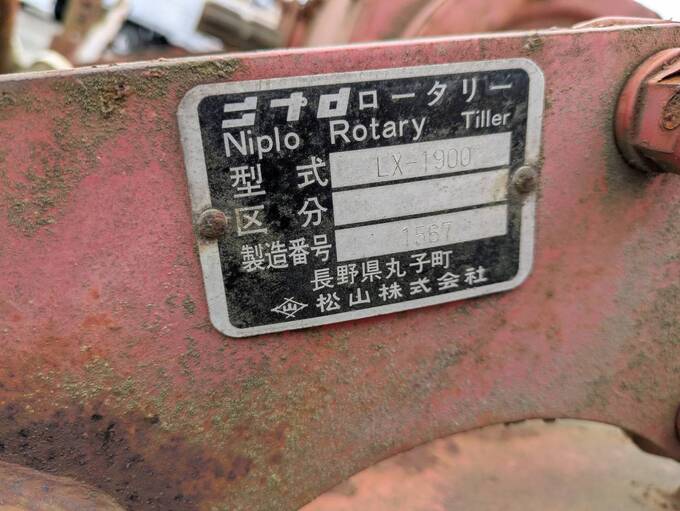 ニプロロータリー
Niplo Rotary Tiller
型式 LX-1900
区分
製造番号 1567
長野県丸子町
松山株式会社